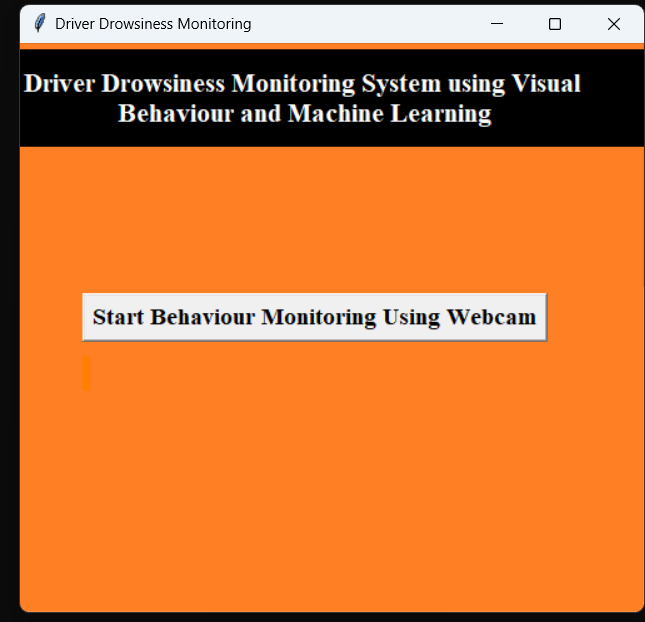 Driver Drowsiness Monitoring
Driver Drowsiness Monitoring System using Visual
Behaviour and Machine Learning
Start Behaviour Monitoring Using Webcam